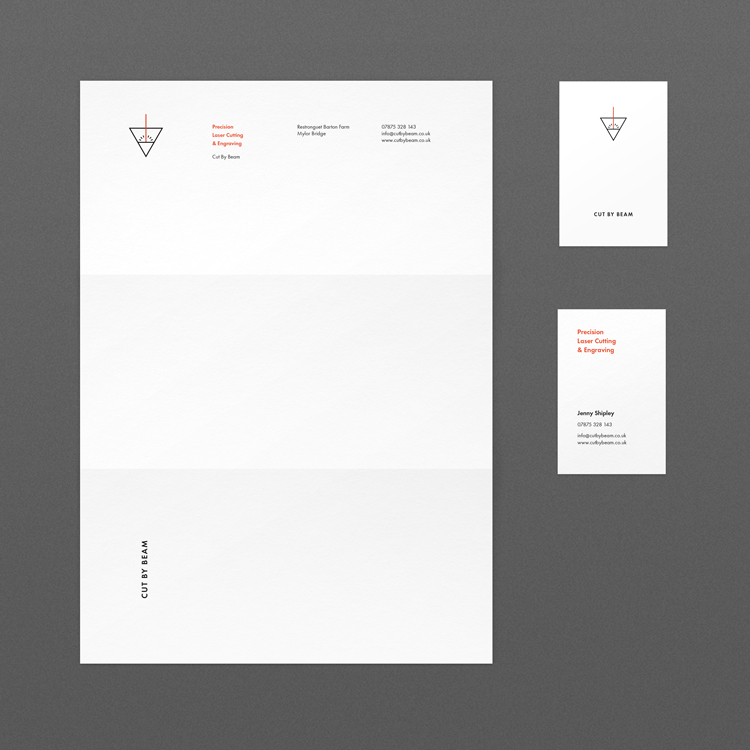 Precision
Laser Cutting
& Engraving
Cut By Beam
Restronguet Barton Farm
Mylor Bridge
07875 328 143
info@cutbybeam.co.uk
www.cutbybeam.co.uk
CUT BY BEAM
CUT BY BEAM
Precision
Laser Cutting
& Engraving
Jenny Shipley
07875 328 143
info@cutbybeam.co.uk
www.cutbybeam.co.uk